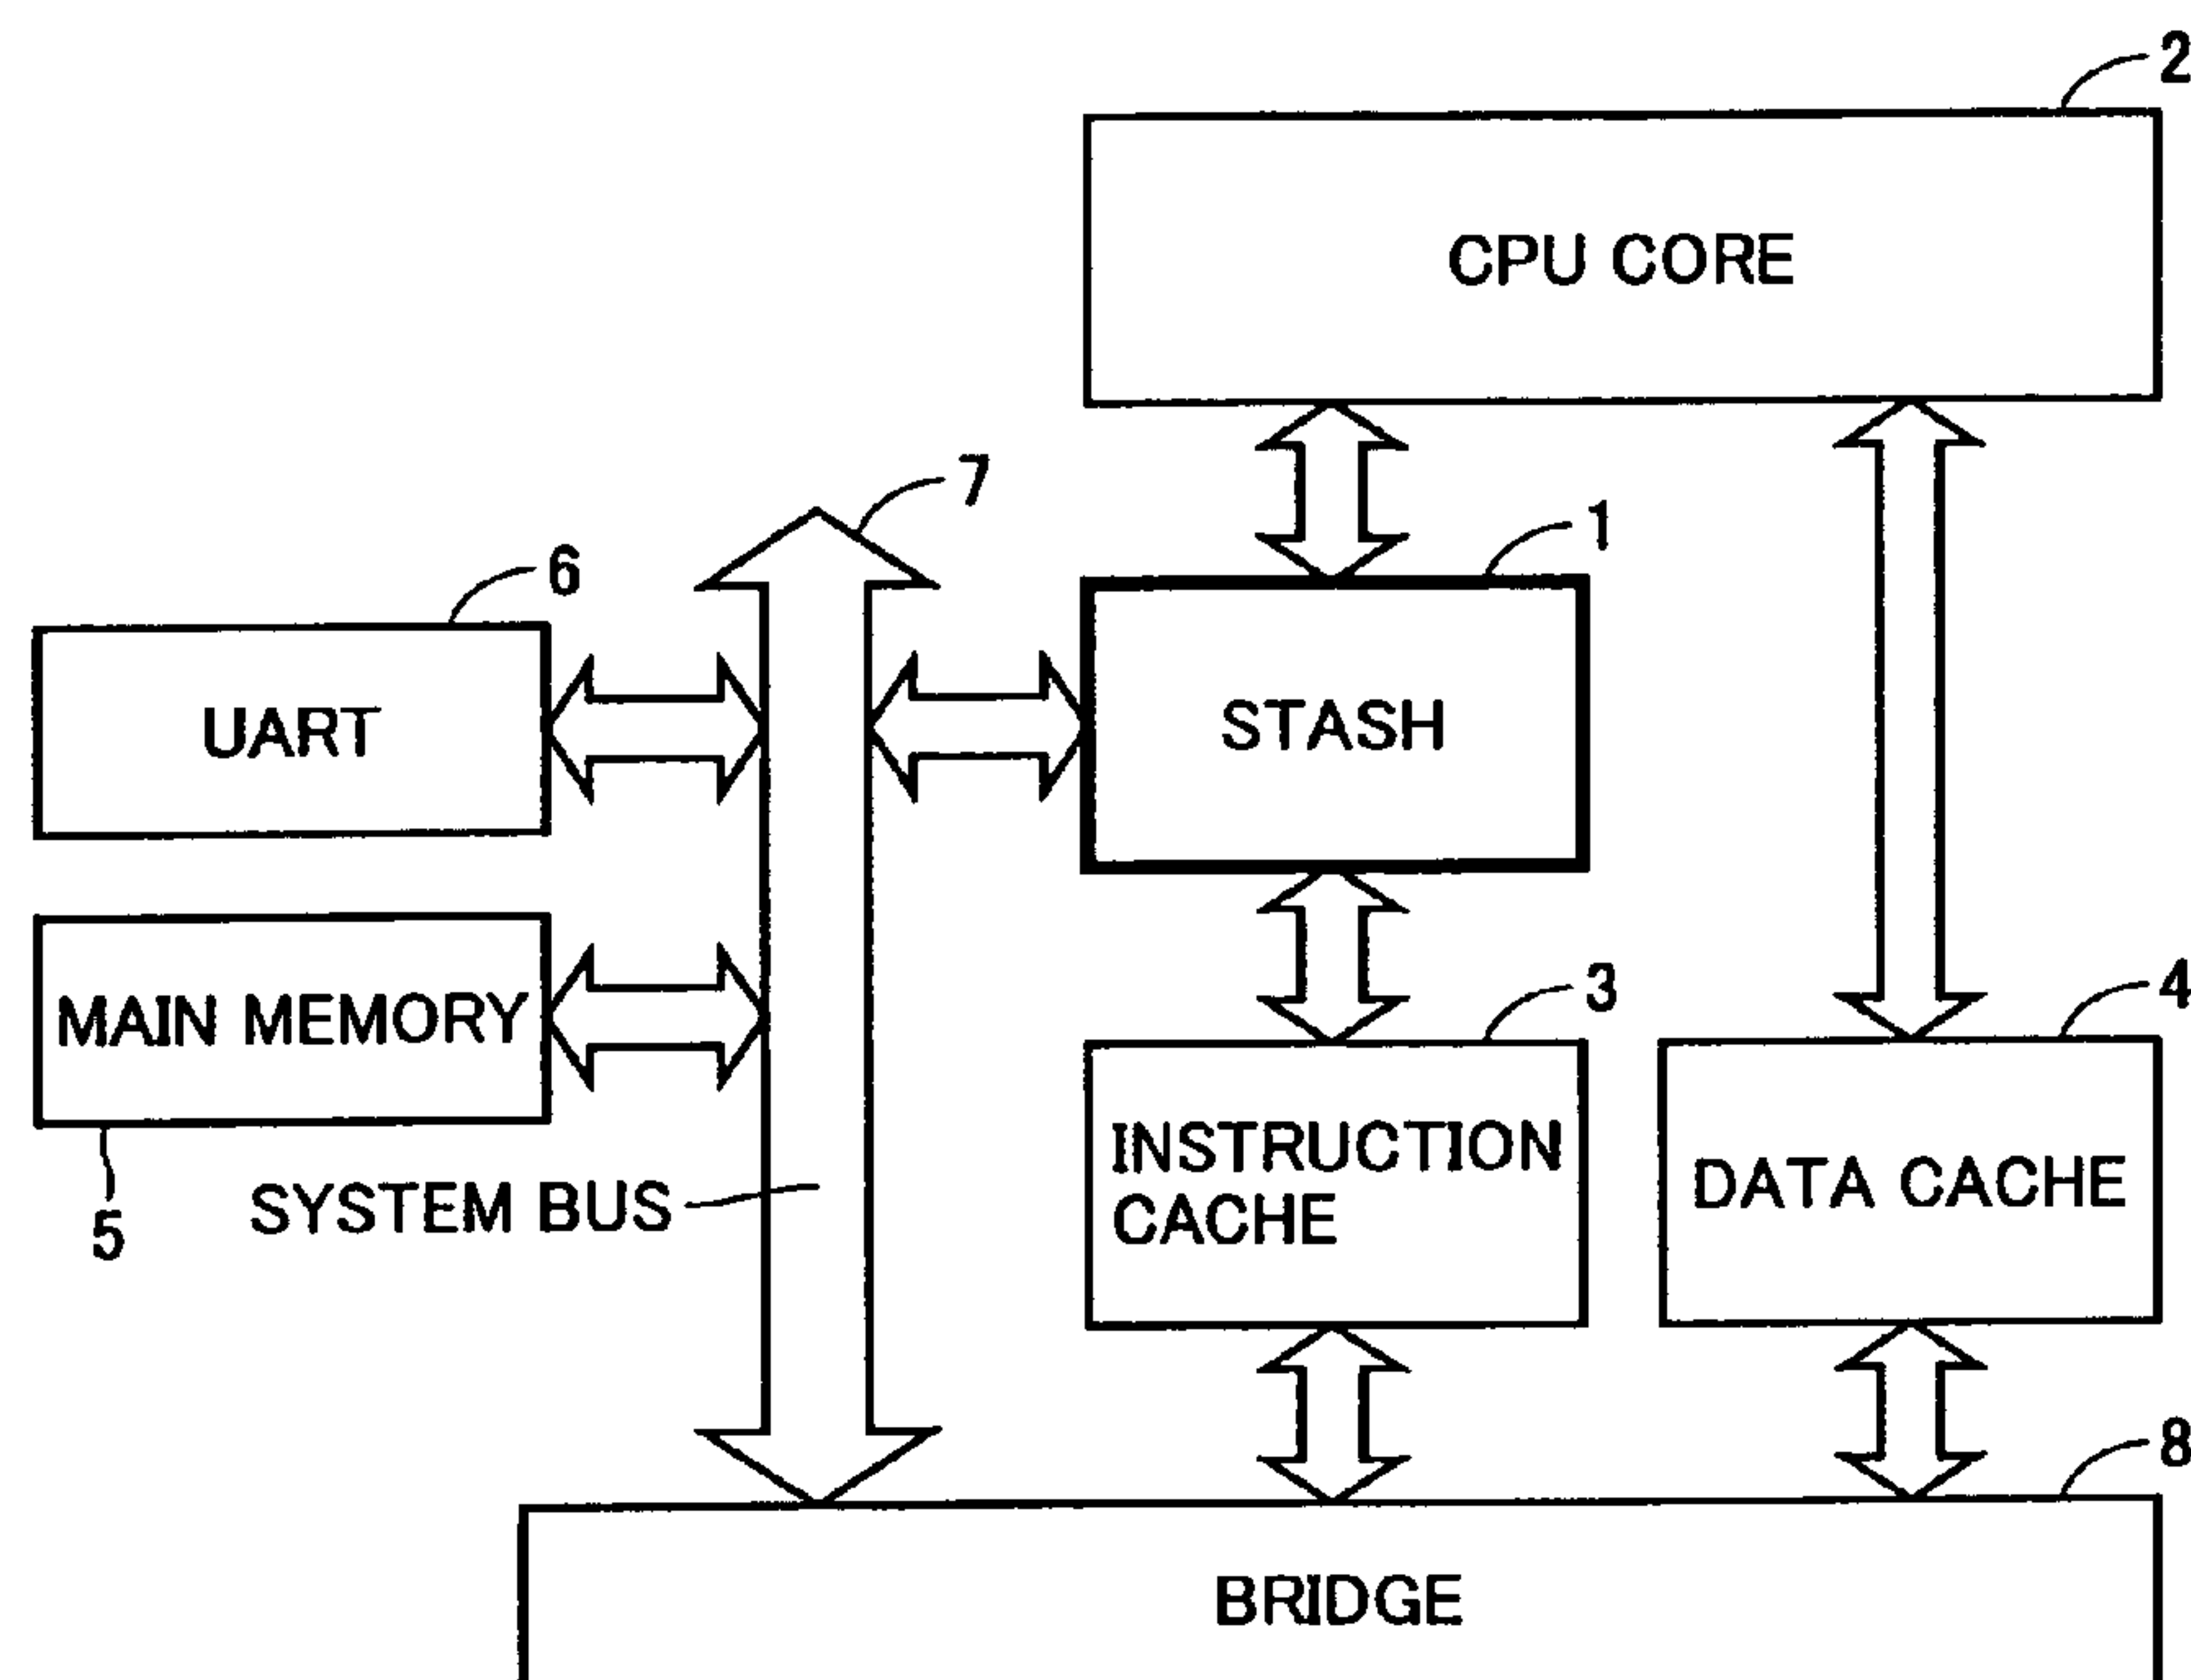 2
CPU CORE
7
1
6
UART
STASH
MAIN MEMORY
3
4
INSTRUCTION
CACHE
DATA CACHE
SYSTEM BUS
5
8
BRIDGE